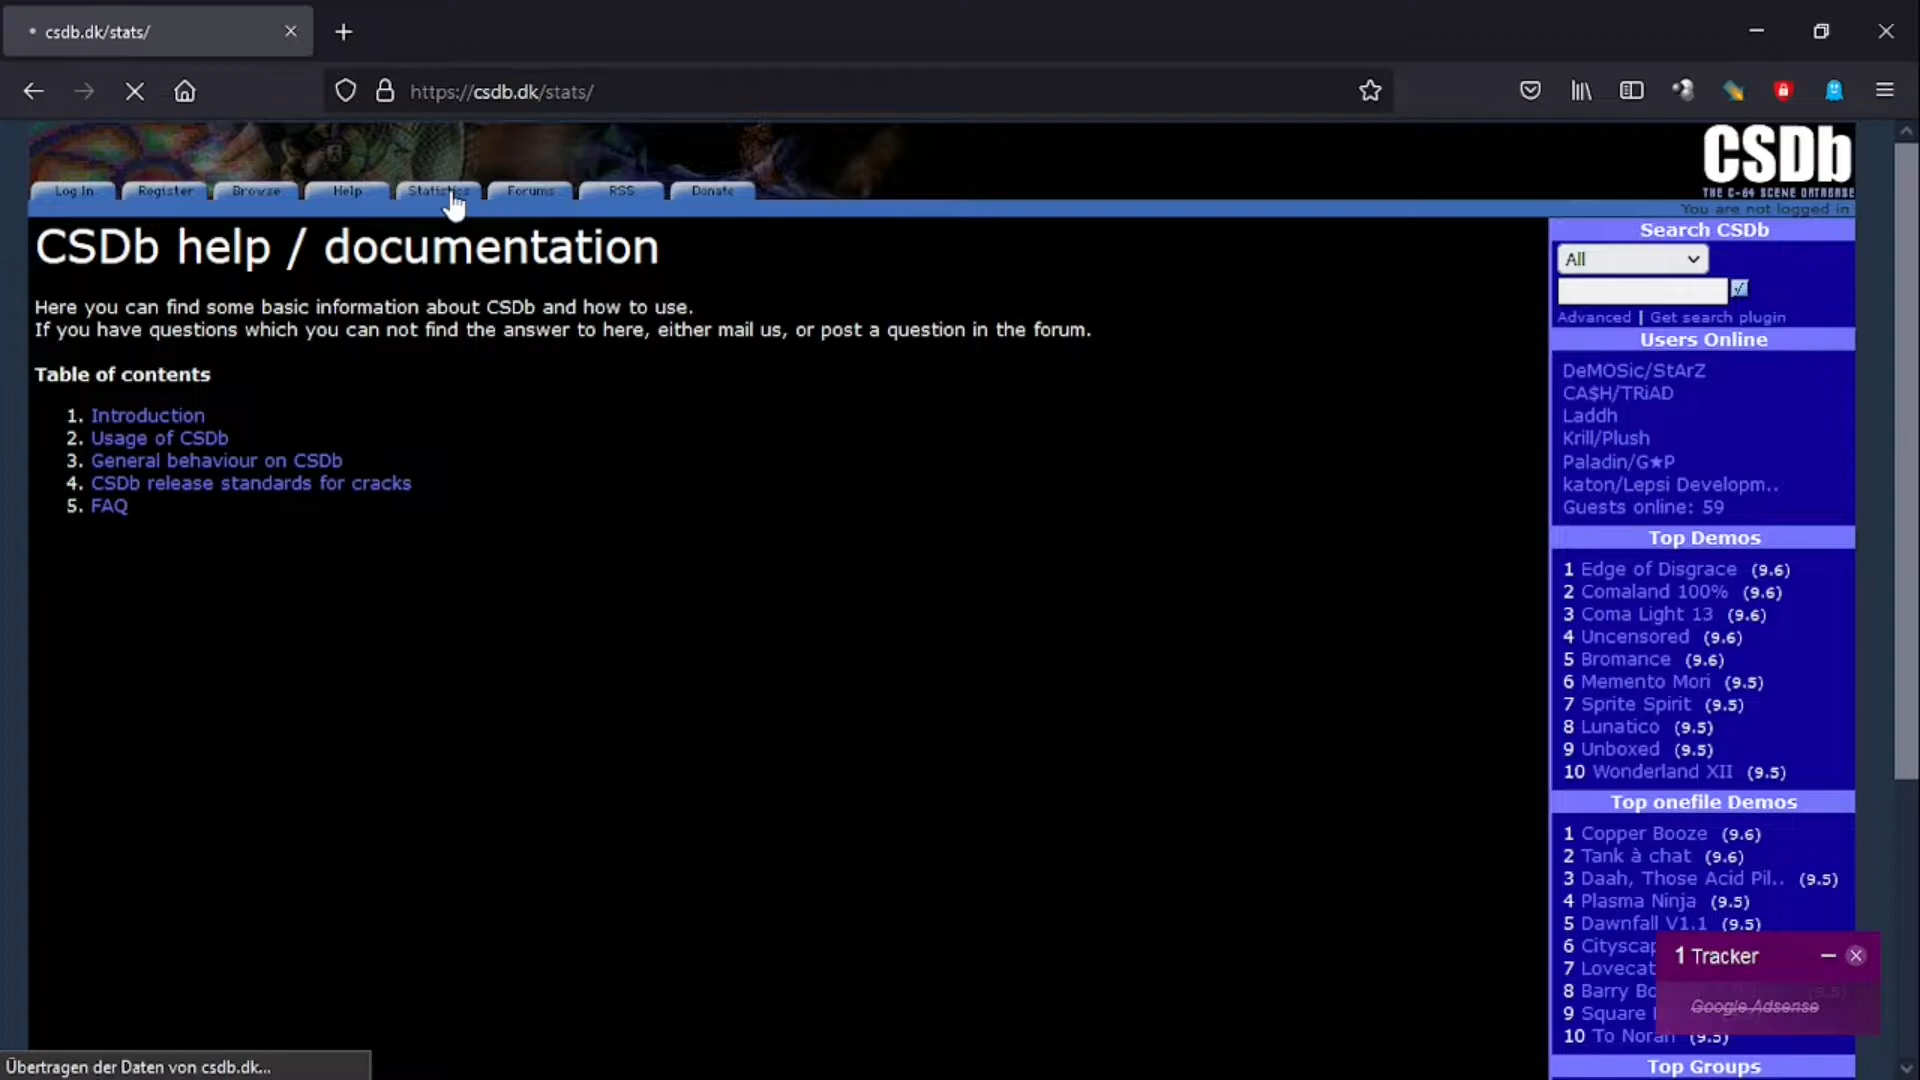 csdb.dk/stats/
https://csdb.dk/stats/
CSDb
THE C-64 SCENE DATABASE
Log In
Register
Browse
Help
Statistics
Forums
RSS
Donate
You are not logged in
CSDb help / documentation
Here you can find some basic information about CSDb and how to use.
If you have questions which you can not find the answer to here, either mail us, or post a question in the forum.
Table of contents
1. Introduction
2. Usage of CSDb
3. General behaviour on CSDb
4. CSDb release standards for cracks
5. FAQ
Search CSDb
All
Advanced | Get search plugin
Users Online
DeMOSic/StArZ
CA$H/TRiAD
Laddh
Krill/Plush
Paladin/G★P
katon/Lepsi Developm..
Guests online: 59
Top Demos
1 Edge of Disgrace (9.6)
2 Comaland 100% (9.6)
3 Coma Light 13 (9.6)
4 Uncensored (9.6)
5 Bromance (9.6)
6 Memento Mori (9.5)
7 Sprite Spirit (9.5)
8 Lunatico (9.5)
9 Unboxed (9.5)
10 Wonderland XII (9.5)
Top onefile Demos
1 Copper Booze (9.6)
2 Tank à chat (9.6)
3 Daah, Those Acid Pil.. (9.5)
4 Plasma Ninja (9.5)
5 Dawnfall V1.1 (9.5)
6 Cityscap
7 Lovecat
8 Barry Bo
9 Square
10 To Norah (9.5)
Top Groups
1 Tracker
Google Adsense
Übertragen der Daten von csdb.dk...